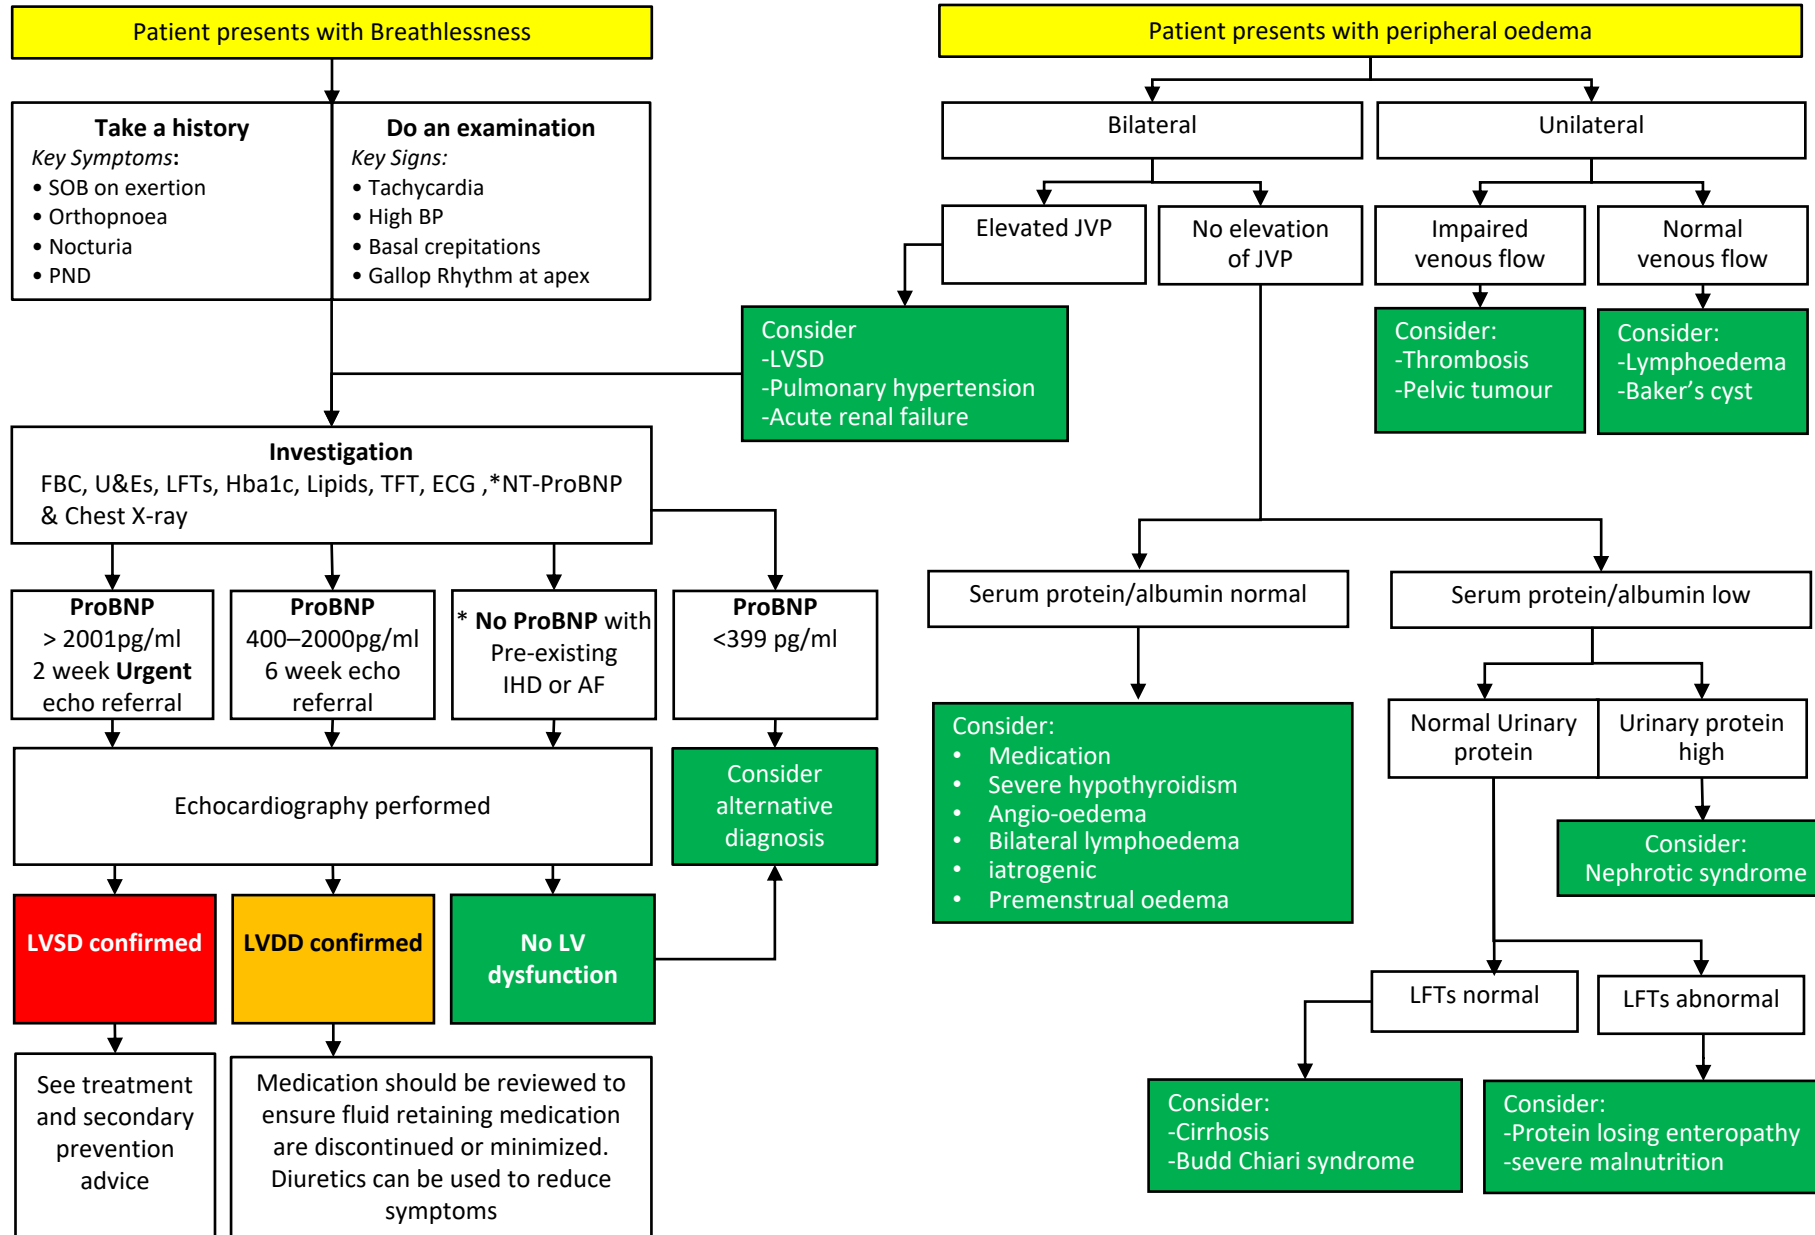 Patient presents with Breathlessness
Take a history
Key Symptoms:
• SOB on exertion
• Orthopnoea
• Nocturia
• PND
Do an examination
Key Signs:
• Tachycardia
• High BP
• Basal crepitations
• Gallop Rhythm at apex
Investigation
FBC, U&Es, LFTs, Hba1c, Lipids, TFT, ECG ,*NT-ProBNP
& Chest X-ray
ProBNP
> 2001pg/ml
2 week Urgent
echo referral
ProBNP
400–2000pg/ml
6 week echo
referral
* No ProBNP with
Pre-existing
IHD or AF
ProBNP
<399 pg/ml
Echocardiography performed
Consider
alternative
diagnosis
LVSD confirmed
LVDD confirmed
No LV
dysfunction
See treatment
and secondary
prevention
advice
Medication should be reviewed to
ensure fluid retaining medication
are discontinued or minimized.
Diuretics can be used to reduce
symptoms
Patient presents with peripheral oedema
Bilateral
Unilateral
Elevated JVP
No elevation
of JVP
Impaired
venous flow
Normal
venous flow
Consider
-LVSD
-Pulmonary hypertension
-Acute renal failure
Consider:
-Thrombosis
-Pelvic tumour
Consider:
-Lymphoedema
-Baker's cyst
Serum protein/albumin normal
Serum protein/albumin low
Consider:
• Medication
• Severe hypothyroidism
• Angio-oedema
• Bilateral lymphoedema
• iatrogenic
• Premenstrual oedema
Normal Urinary
protein
Urinary protein
high
Consider:
Nephrotic syndrome
LFTs normal
LFTs abnormal
Consider:
-Cirrhosis
-Budd Chiari syndrome
Consider:
-Protein losing enteropathy
-severe malnutrition